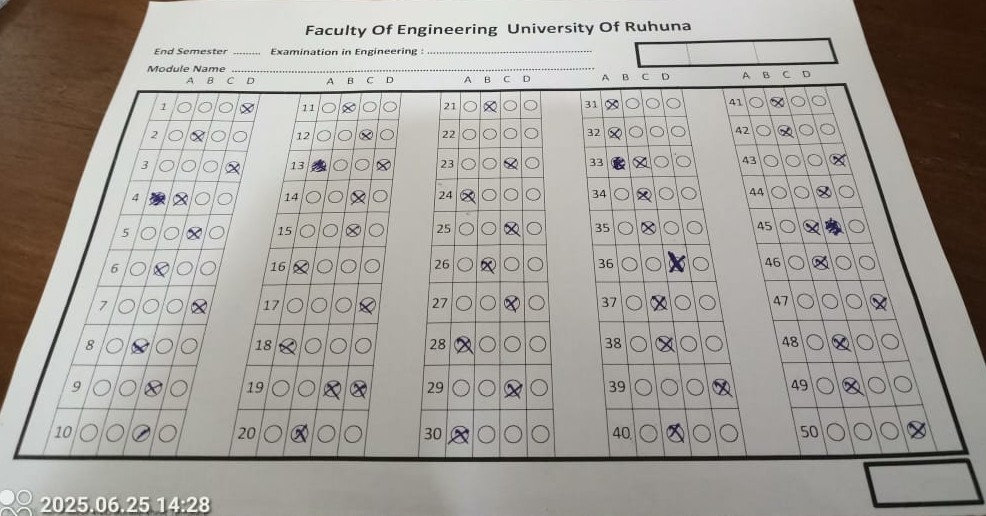 Faculty Of Engineering University Of Ruhuna
End Semester ......... Examination in Engineering : ......................................................
Module Name ..........................................................................................................
A B C D A B C D A B C D A B C D A B C D
1 11 21 31 41
2 12 22 32 42
3 13 23 33 43
4 14 24 34 44
5 15 25 35 45
6 16 26 36 46
7 17 27 37 47
8 18 28 38 48
9 19 29 39 49
10 20 30 40 50
2025.06.25 14:28